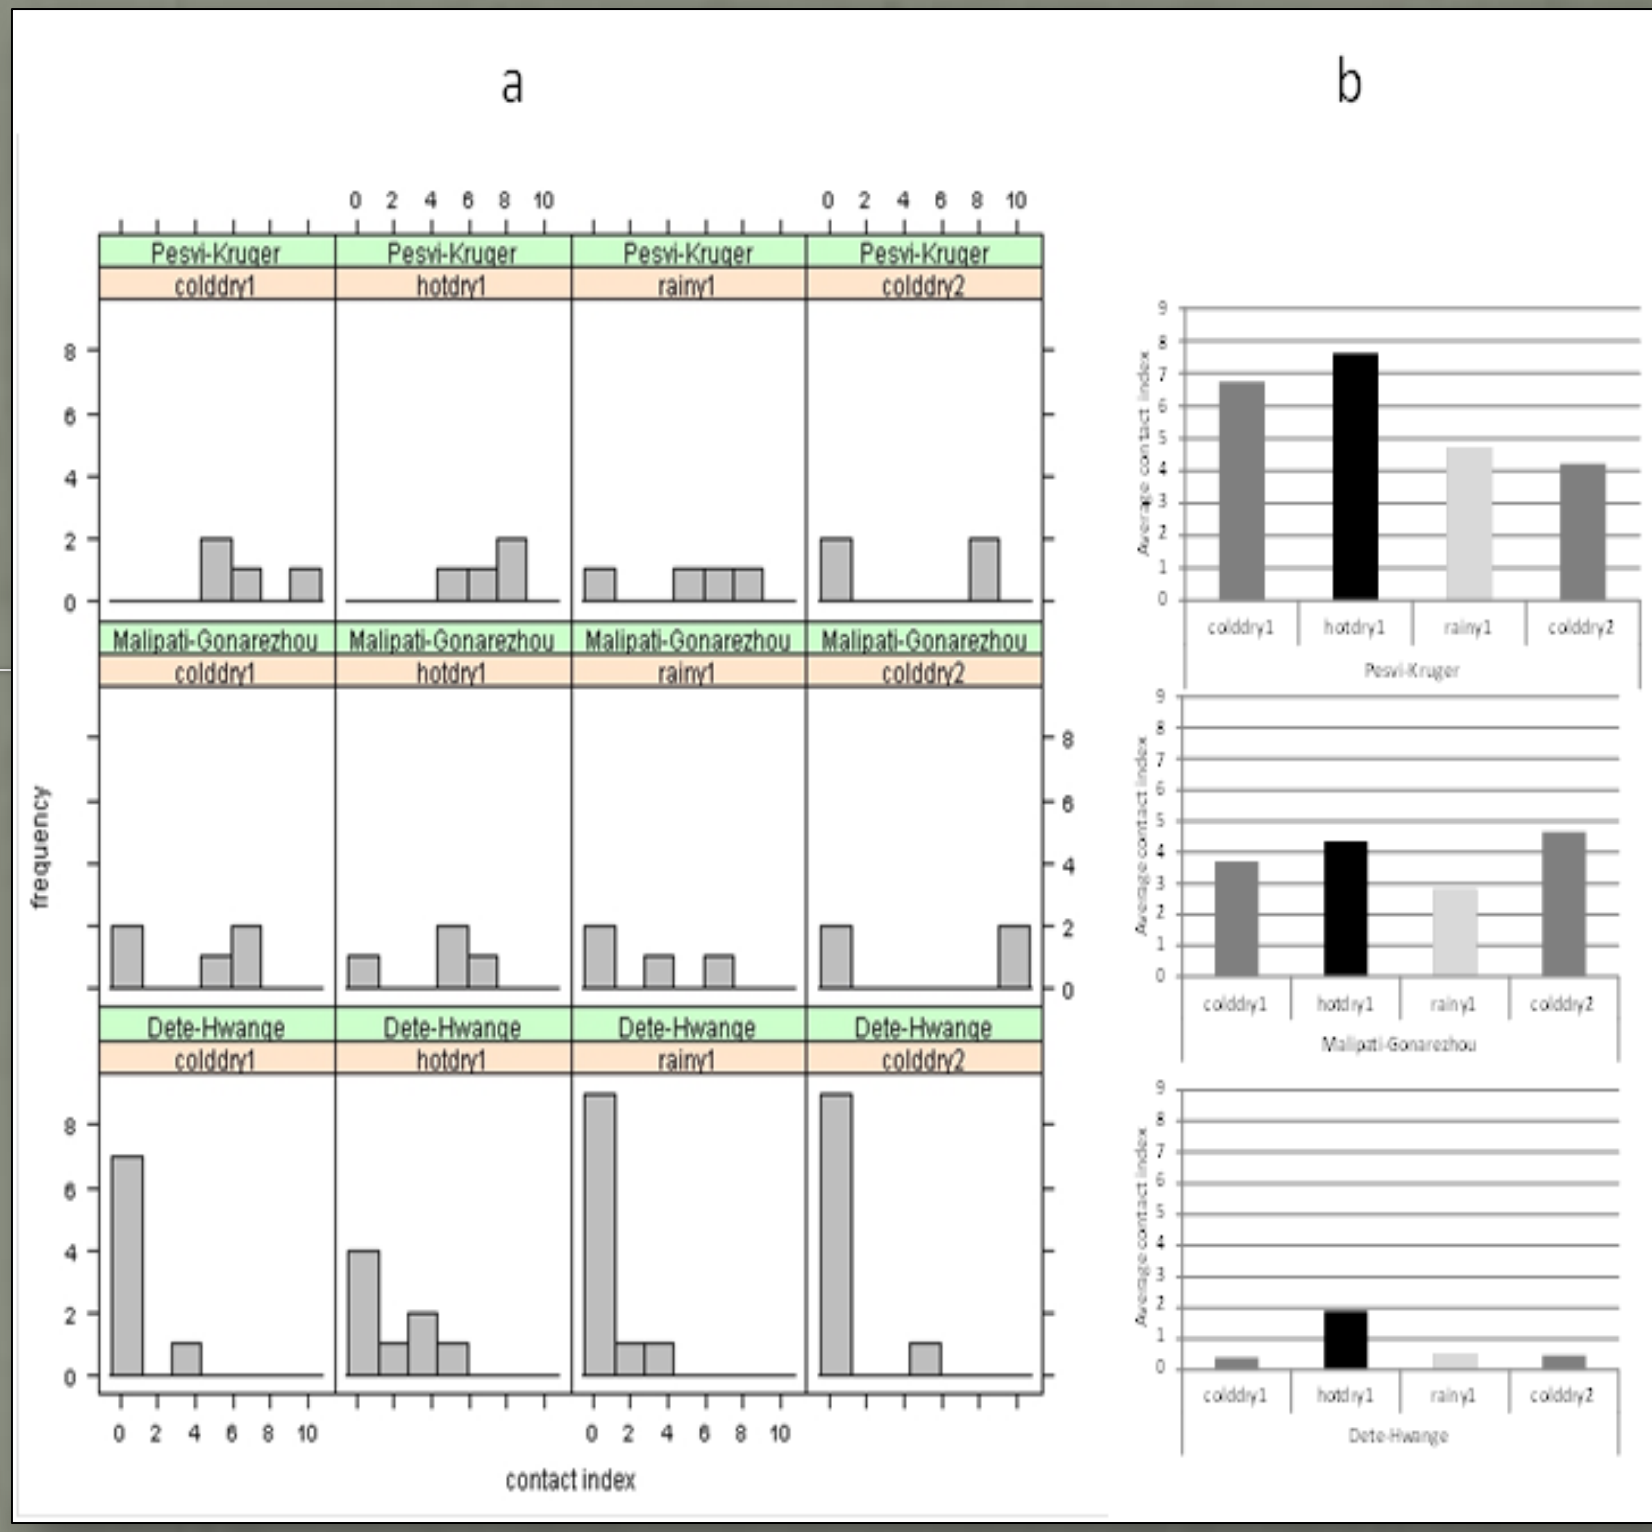 a
b
0 2 4 6 8 10
0 2 4 6 8 10
Pesvi-Kruger
Pesvi-Kruger
Pesvi-Kruger
Pesvi-Kruger
colddry1
hotdry1
rainy1
colddry2
8
6
4
2
0
Malipati-Gonarezhou
Malipati-Gonarezhou
Malipati-Gonarezhou
Malipati-Gonarezhou
colddry1
hotdry1
rainy1
colddry2
8
6
4
2
0
frequency
Dete-Hwange
Dete-Hwange
Dete-Hwange
Dete-Hwange
colddry1
hotdry1
rainy1
colddry2
8
6
4
2
0
0 2 4 6 8 10
0 2 4 6 8 10
contact index
9
8
7
6
5
4
3
2
1
0
Average contact index
colddry1
hotdry1
rainy1
colddry2
Pesvi-Kruger
9
8
7
6
5
4
3
2
1
0
Average contact index
colddry1
hotdry1
rainy1
colddry2
Malipati-Gonarezhou
9
8
7
6
5
4
3
2
1
0
Average contact index
colddry1
hotdry1
rainy1
colddry2
Dete-Hwange